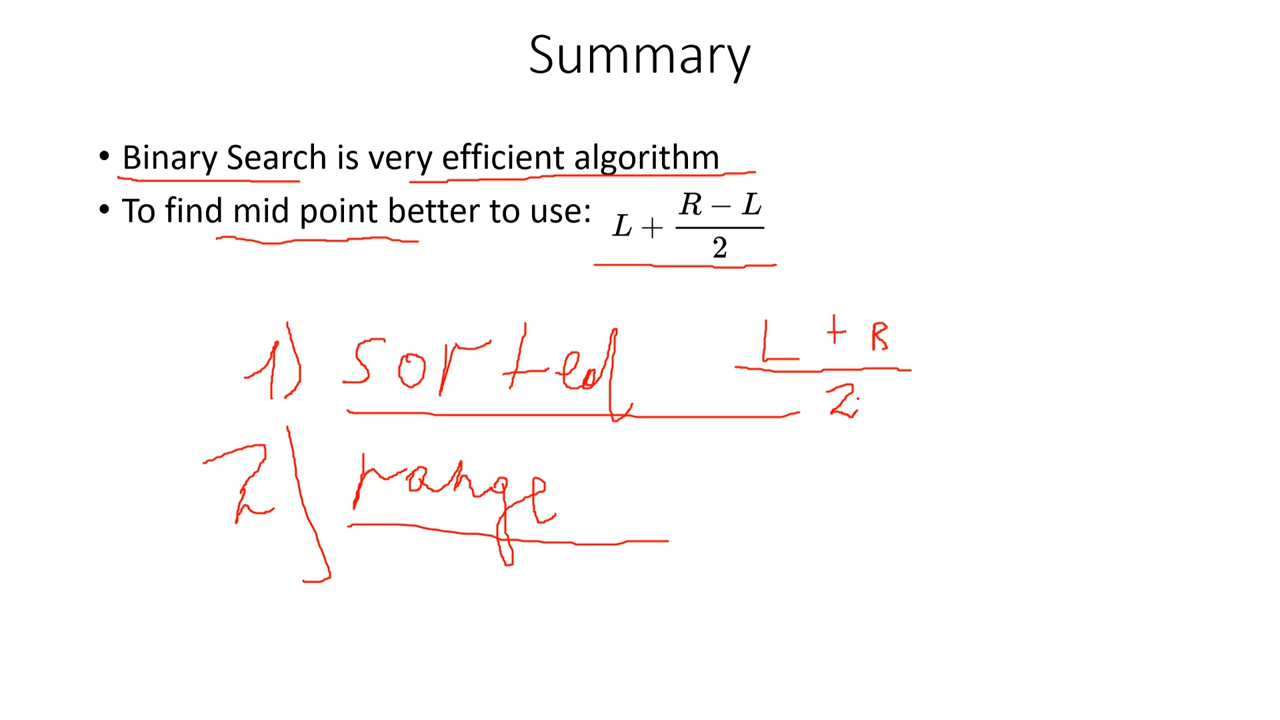 Summary
• Binary Search is very efficient algorithm
• To find mid point better to use: L + (R − L)/2
1) sorted
L + R
2
2) range